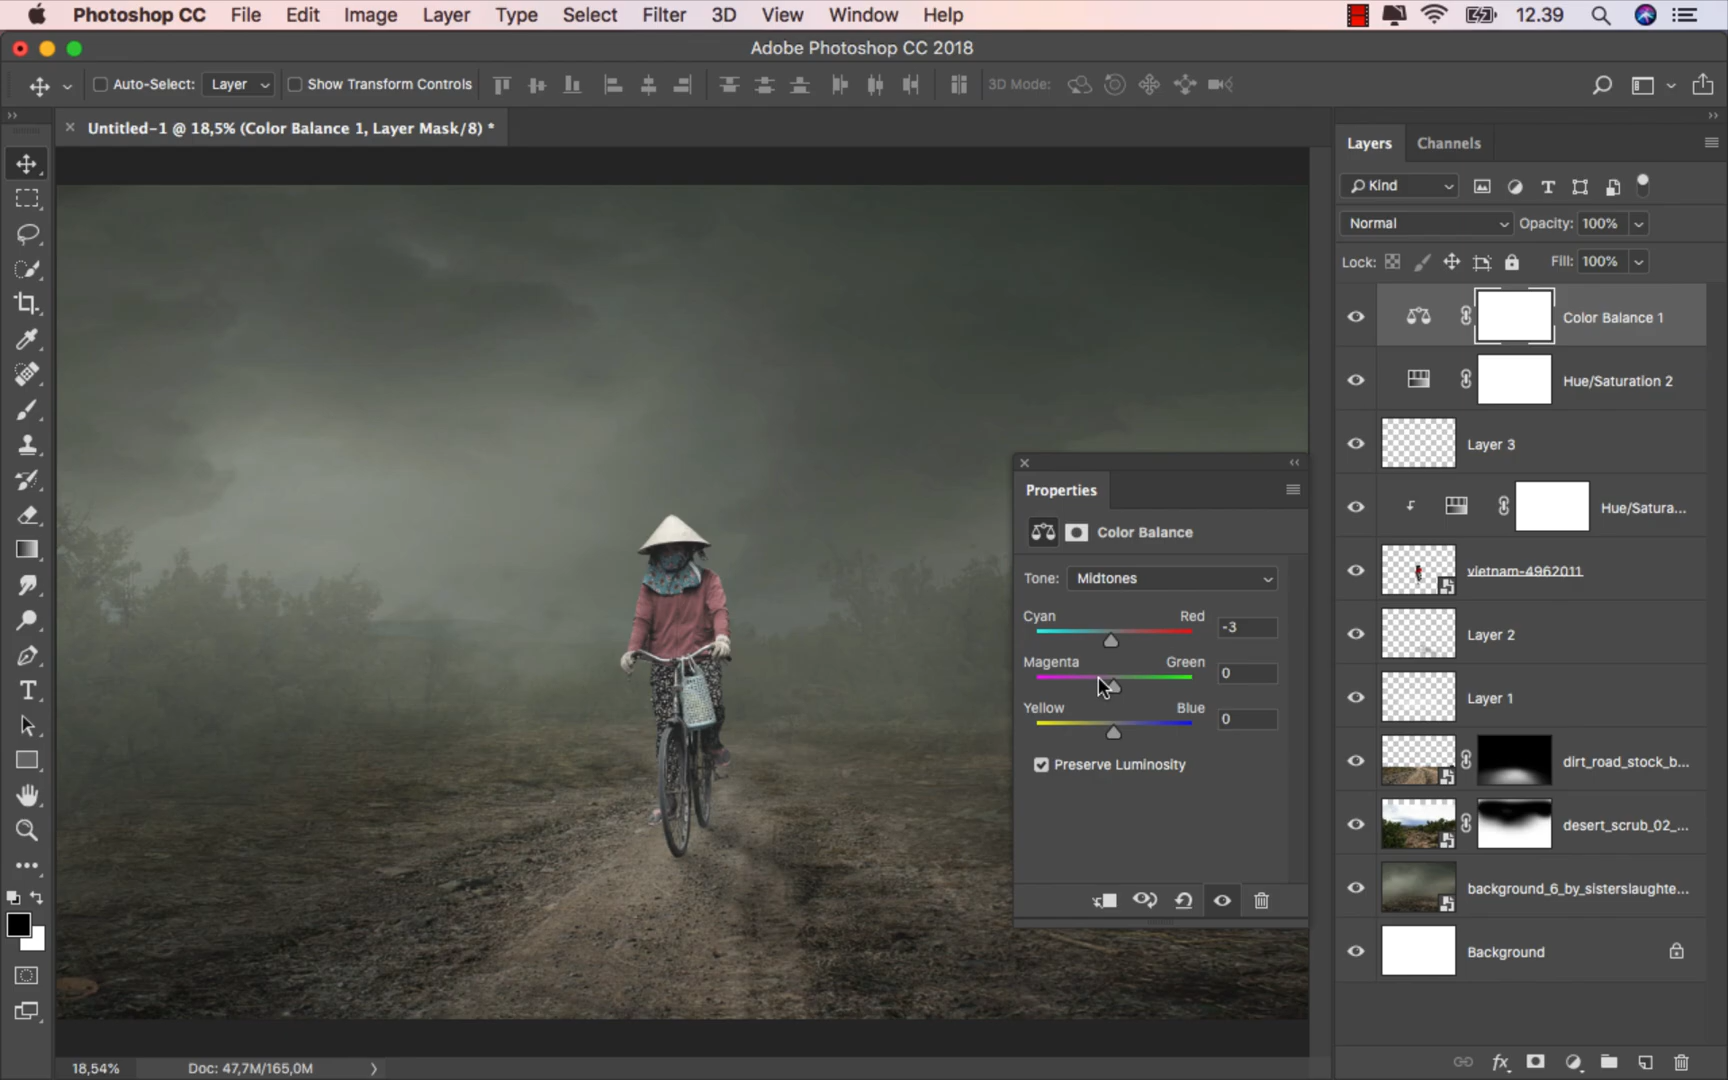 Photoshop CC File Edit Image Layer Type Select Filter 3D View Window Help 12.39
Adobe Photoshop CC 2018
Auto-Select: Layer Show Transform Controls 3D Mode:
Untitled-1 @ 18,5% (Color Balance 1, Layer Mask/8) *
Layers Channels
Kind
Normal Opacity: 100%
Lock: Fill: 100%
Color Balance 1
Hue/Saturation 2
Layer 3
Hue/Satura...
vietnam-4962011
Layer 2
Layer 1
dirt_road_stock_b...
desert_scrub_02_...
background_6_by_sisterslaughte...
Background
Properties
Color Balance
Tone: Midtones
Cyan Red -3
Magenta Green 0
Yellow Blue 0
Preserve Luminosity
18,54% Doc: 47,7M/165,0M